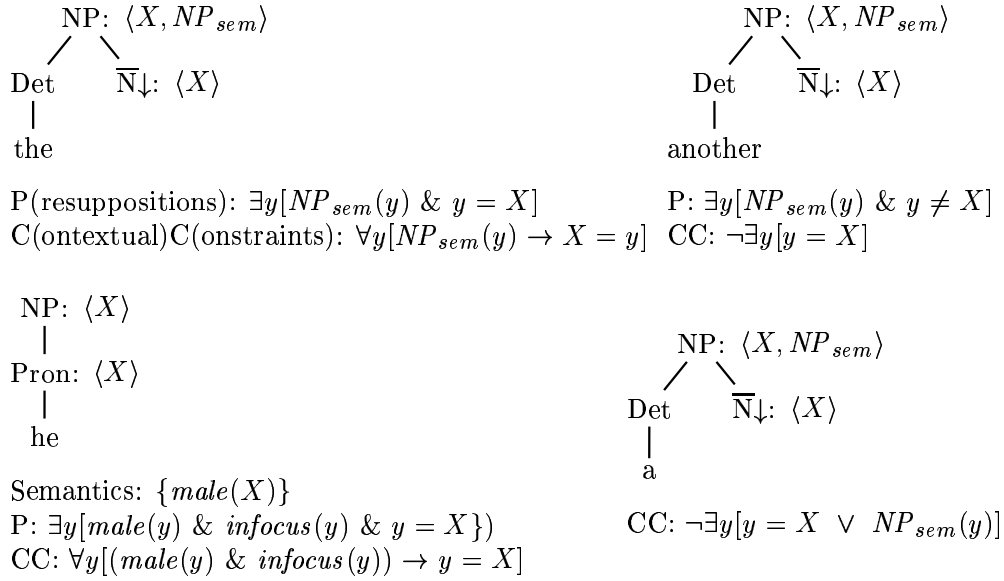 NP: ⟨X, NP_sem⟩
Det N̅↓: ⟨X⟩
the
P(resuppositions): ∃y[NP_sem(y) & y = X]
C(ontextual)C(onstraints): ∀y[NP_sem(y) → X = y]
NP: ⟨X, NP_sem⟩
Det N̅↓: ⟨X⟩
another
P: ∃y[NP_sem(y) & y ≠ X]
CC: ¬∃y[y = X]
NP: ⟨X⟩
Pron: ⟨X⟩
he
Semantics: {male(X)}
P: ∃y[male(y) & infocus(y) & y = X})
CC: ∀y[(male(y) & infocus(y)) → y = X]
NP: ⟨X, NP_sem⟩
Det N̅↓: ⟨X⟩
a
CC: ¬∃y[y = X ∨ NP_sem(y)]